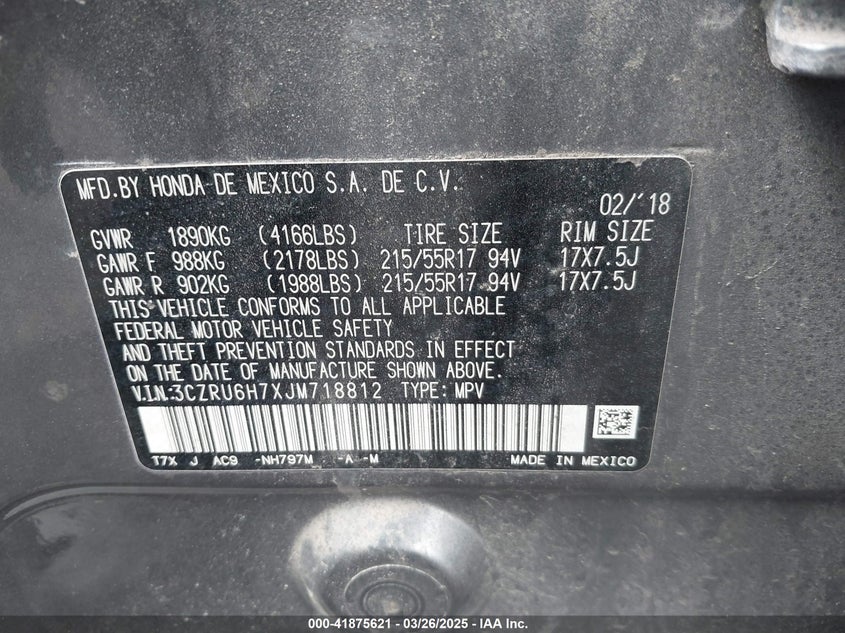 MFD.BY HONDA DE MEXICO S.A. DE C.V.
02/'18
GVWR 1890KG (4166LBS) TIRE SIZE RIM SIZE
GAWR F 988KG (2178LBS) 215/55R17 94V 17X7.5J
GAWR R 902KG (1988LBS) 215/55R17 94V 17X7.5J
THIS VEHICLE CONFORMS TO ALL APPLICABLE
FEDERAL MOTOR VEHICLE SAFETY
AND THEFT PREVENTION STANDARDS IN EFFECT
ON THE DATE OF MANUFACTURE SHOWN ABOVE.
V.I.N.:3CZRU6H7XJM718812 TYPE: MPV
T7X J AC9 -NH797M -A -M MADE IN MEXICO
000-41875621 - 03/26/2025 - IAA Inc.